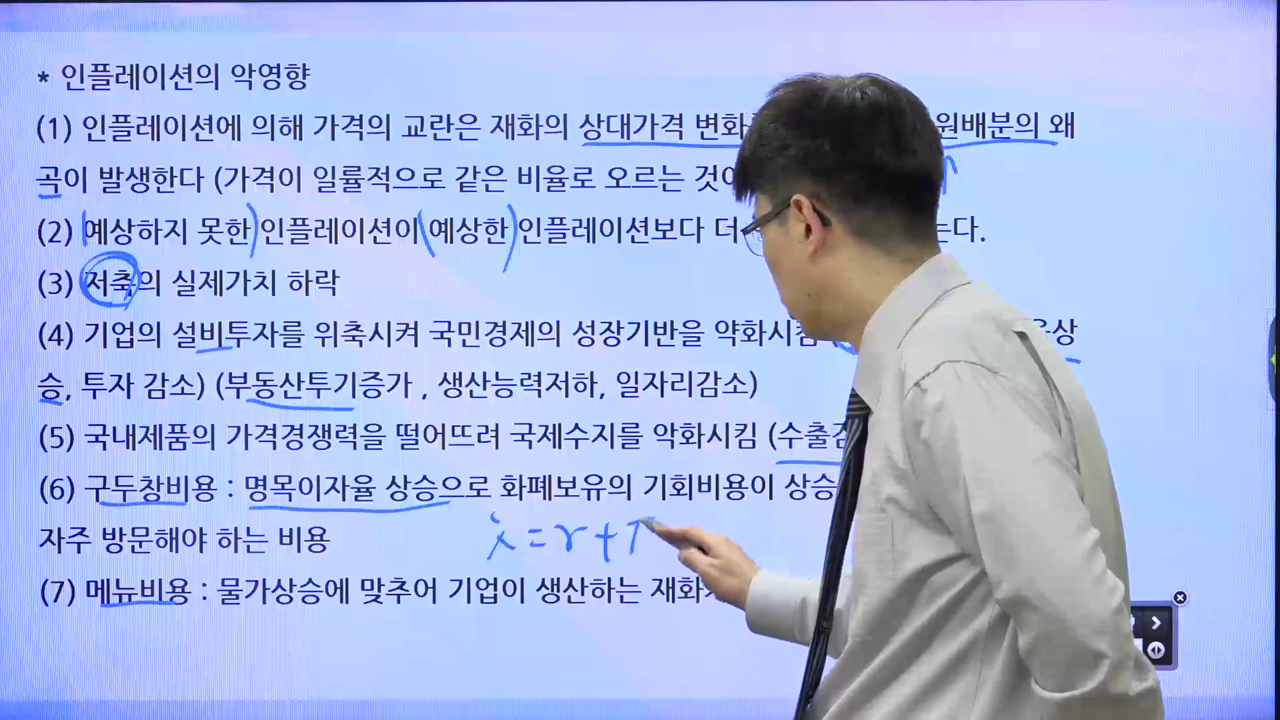 * 인플레이션의 악영향
(1) 인플레이션에 의해 가격의 교란은 재화의 상대가격 변화 원배분의 왜
곡이 발생한다 (가격이 일률적으로 같은 비율로 오르는 것이
(2) 예상하지 못한 인플레이션이 예상한 인플레이션보다 더 는다.
(3) 저축의 실제가치 하락
(4) 기업의 설비투자를 위축시켜 국민경제의 성장기반을 약화시킴 상
승, 투자 감소) (부동산투기증가 , 생산능력저하, 일자리감소)
(5) 국내제품의 가격경쟁력을 떨어뜨려 국제수지를 악화시킴 (수출
(6) 구두창비용 : 명목이자율 상승으로 화폐보유의 기회비용이 상승
자주 방문해야 하는 비용
i = r + π
(7) 메뉴비용 : 물가상승에 맞추어 기업이 생산하는 재화